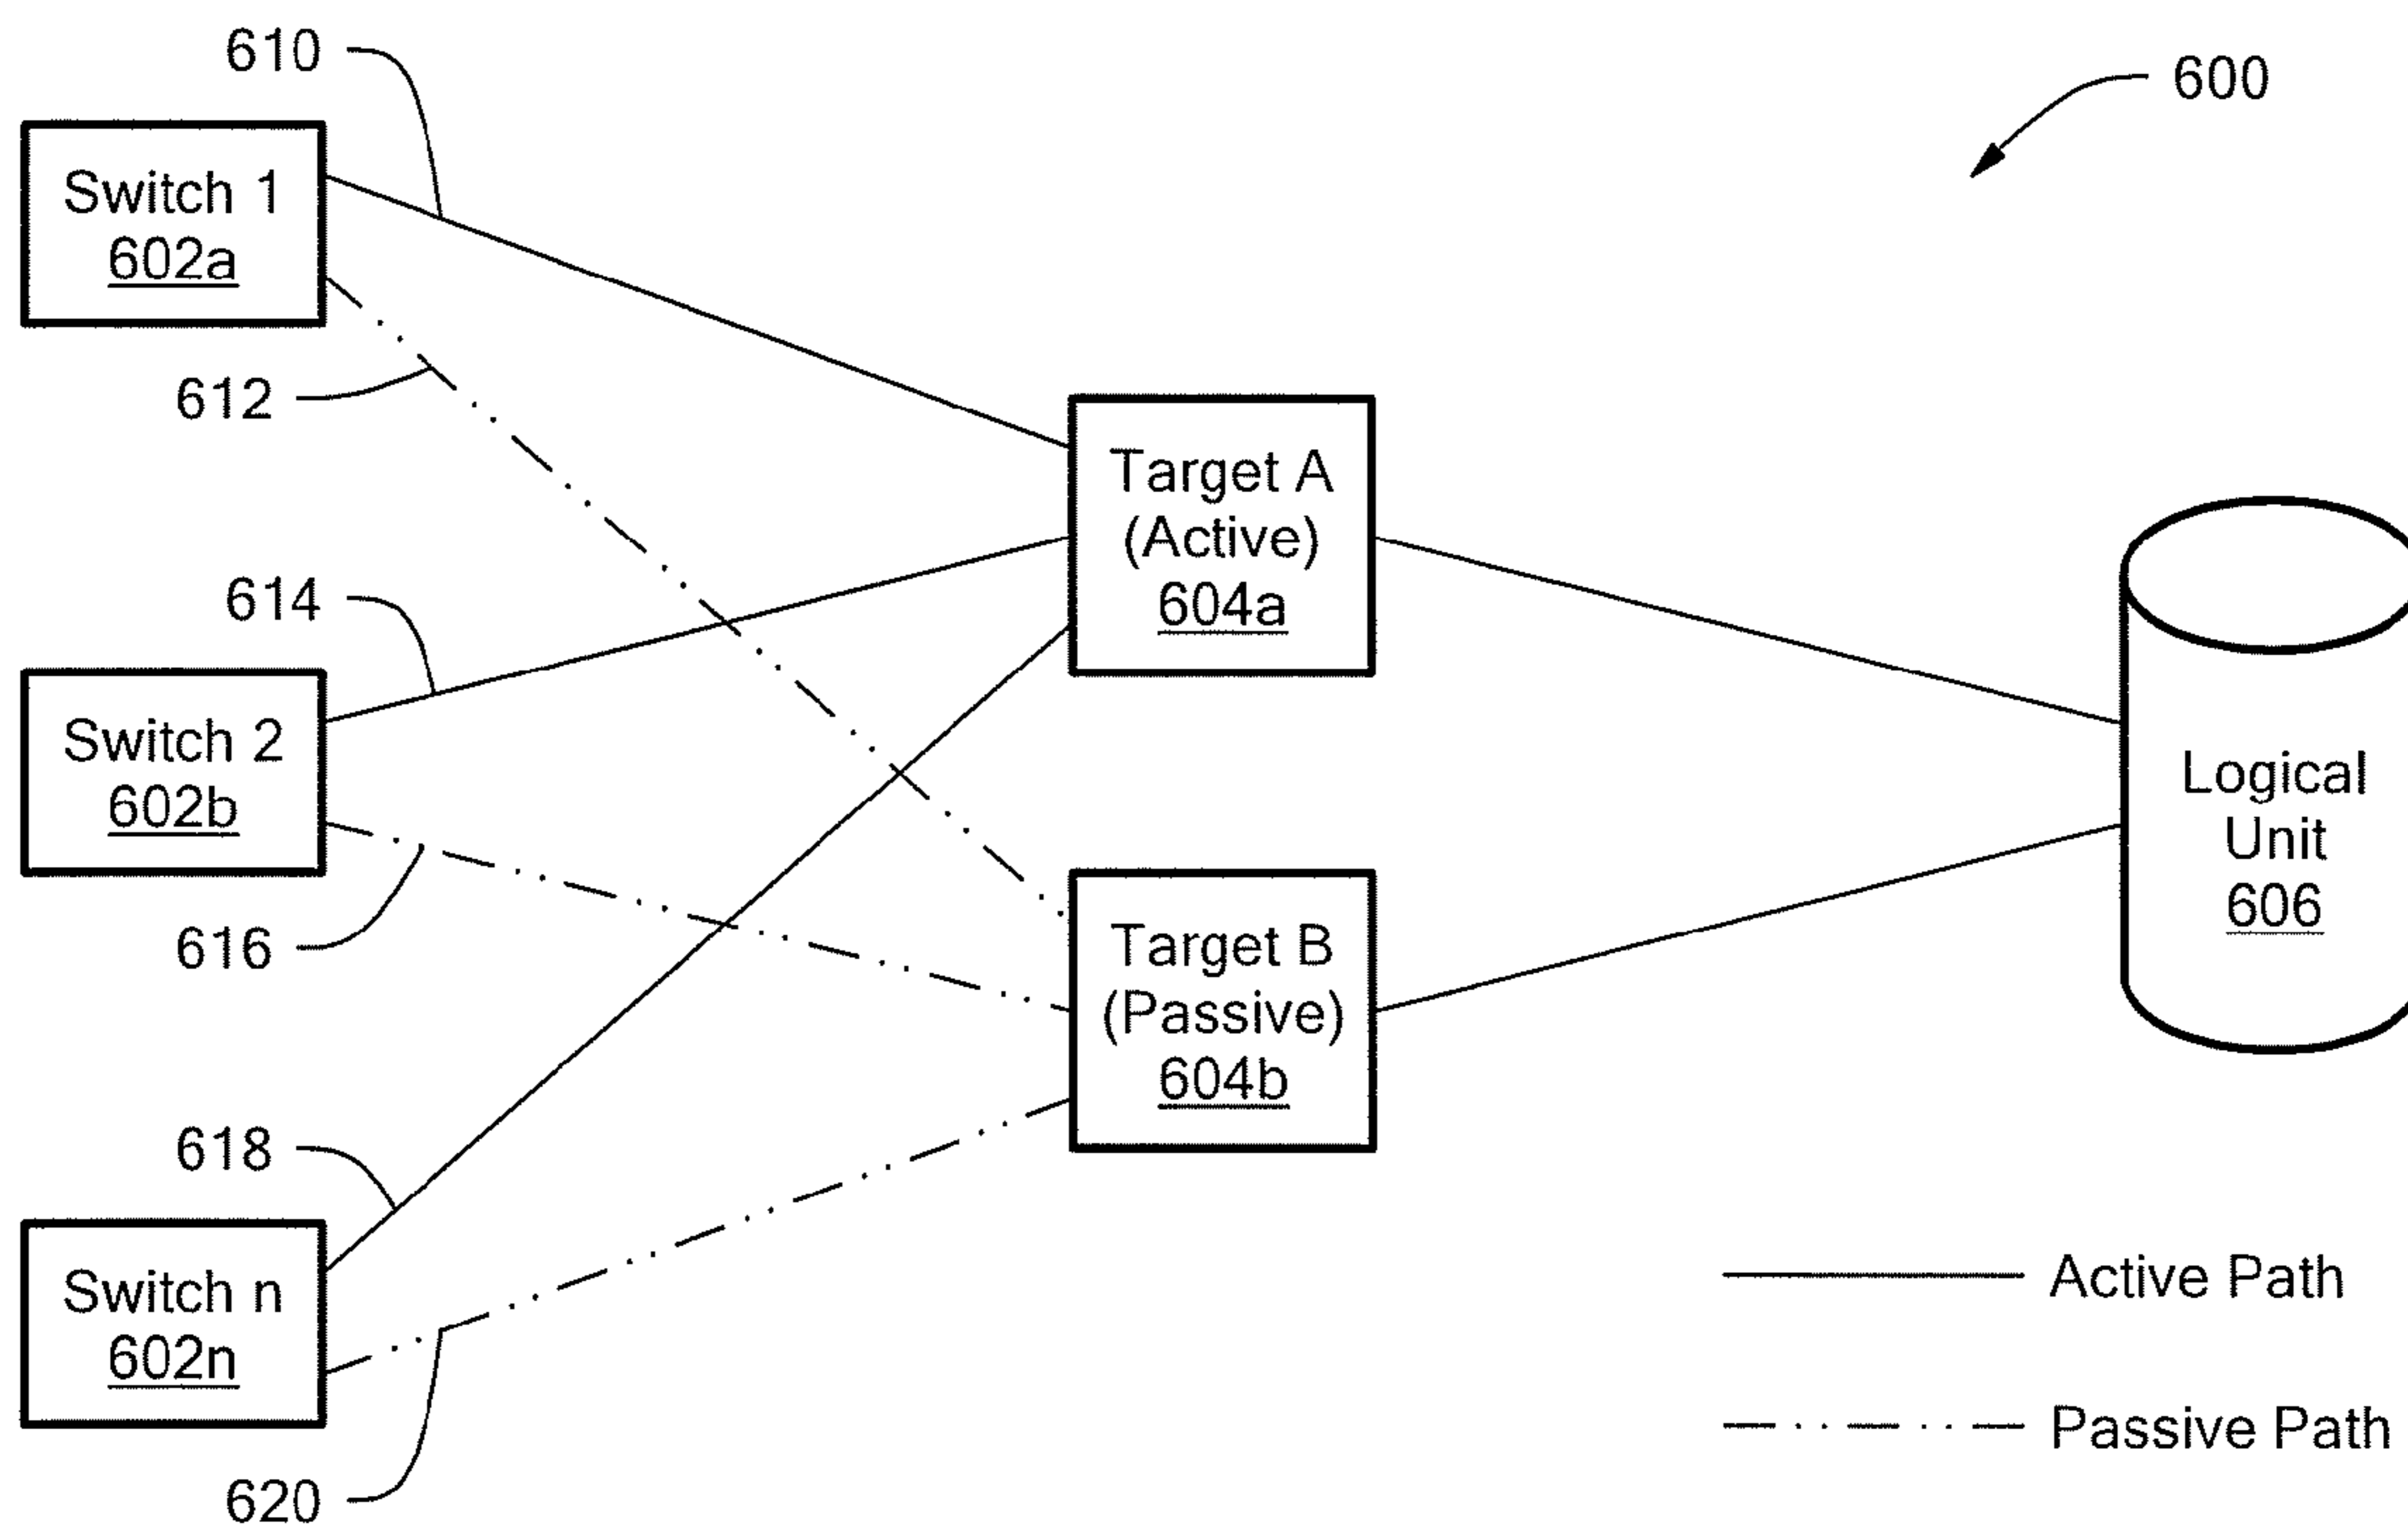 610
600
Switch 1
602a
612
Target A
(Active)
604a
614
Switch 2
602b
Logical
Unit
606
616
Target B
(Passive)
604b
618
Switch n
602n
Active Path
Passive Path
620